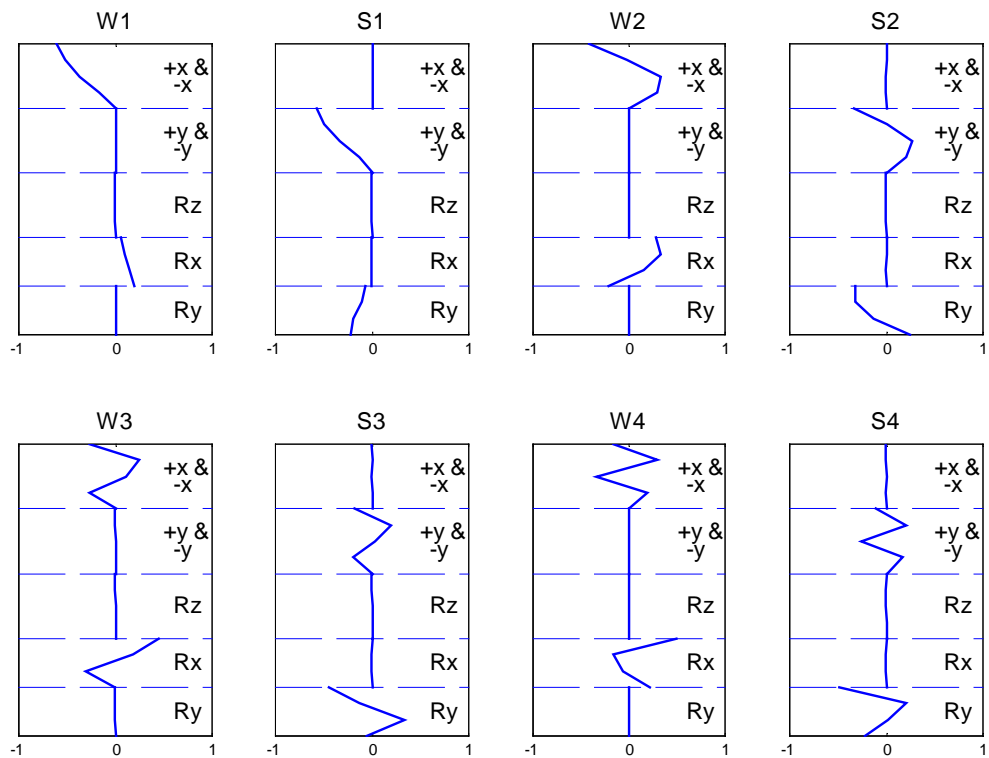 W1 S1 W2 S2
+x & +x & +x & +x &
-x -x -x -x
+y & +y & +y & +y &
-y -y -y -y
Rz Rz Rz Rz
Rx Rx Rx Rx
Ry Ry Ry Ry
-1 0 1 -1 0 1 -1 0 1 -1 0 1
W3 S3 W4 S4
+x & +x & +x & +x &
-x -x -x -x
+y & +y & +y & +y &
-y -y -y -y
Rz Rz Rz Rz
Rx Rx Rx Rx
Ry Ry Ry Ry
-1 0 1 -1 0 1 -1 0 1 -1 0 1